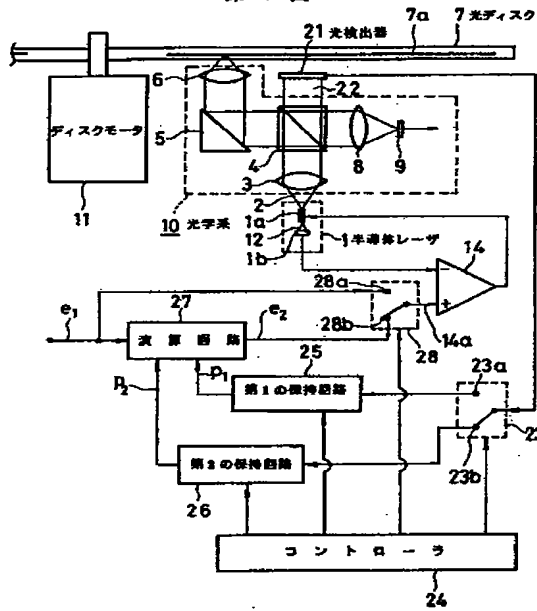 21 光検出器
7a
7 光ディスク
6
22
ディスクモータ
5
4
8
9
3
11
10 光学系
2
1a
12
1b
1 半導体レーザ
14
28a
e1
27
e2
28b
14a
28
演算回路
25
23a
p2
p1
第1の保持回路
22
23b
第2の保持回路
26
コントローラ
24